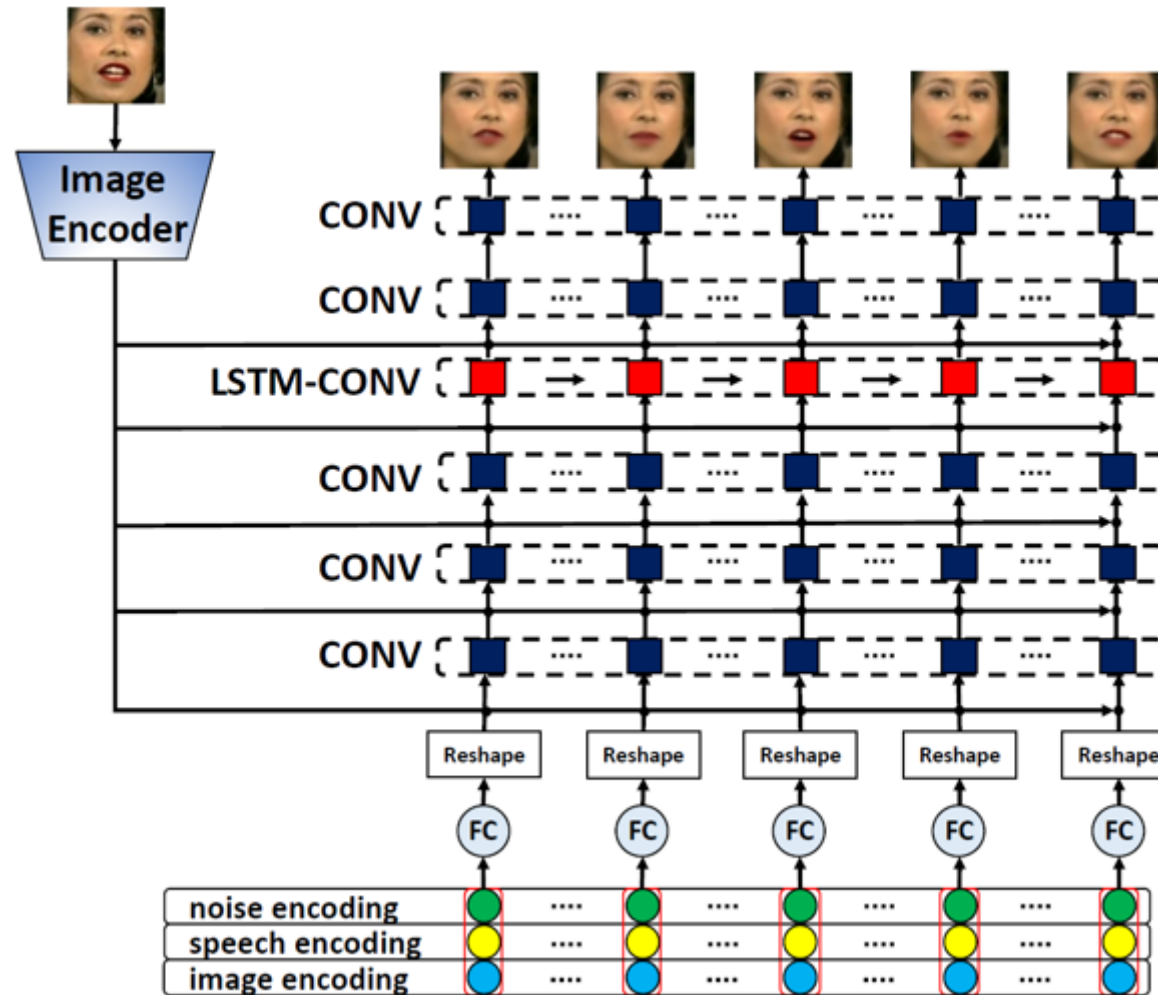 Image
Encoder
CONV .... .... .... ....
CONV .... .... .... ....
LSTM-CONV
CONV .... .... .... ....
CONV .... .... .... ....
CONV .... .... .... ....
Reshape Reshape Reshape Reshape Reshape
FC FC FC FC FC
noise encoding .... .... .... ....
speech encoding .... .... .... ....
image encoding .... .... .... ....